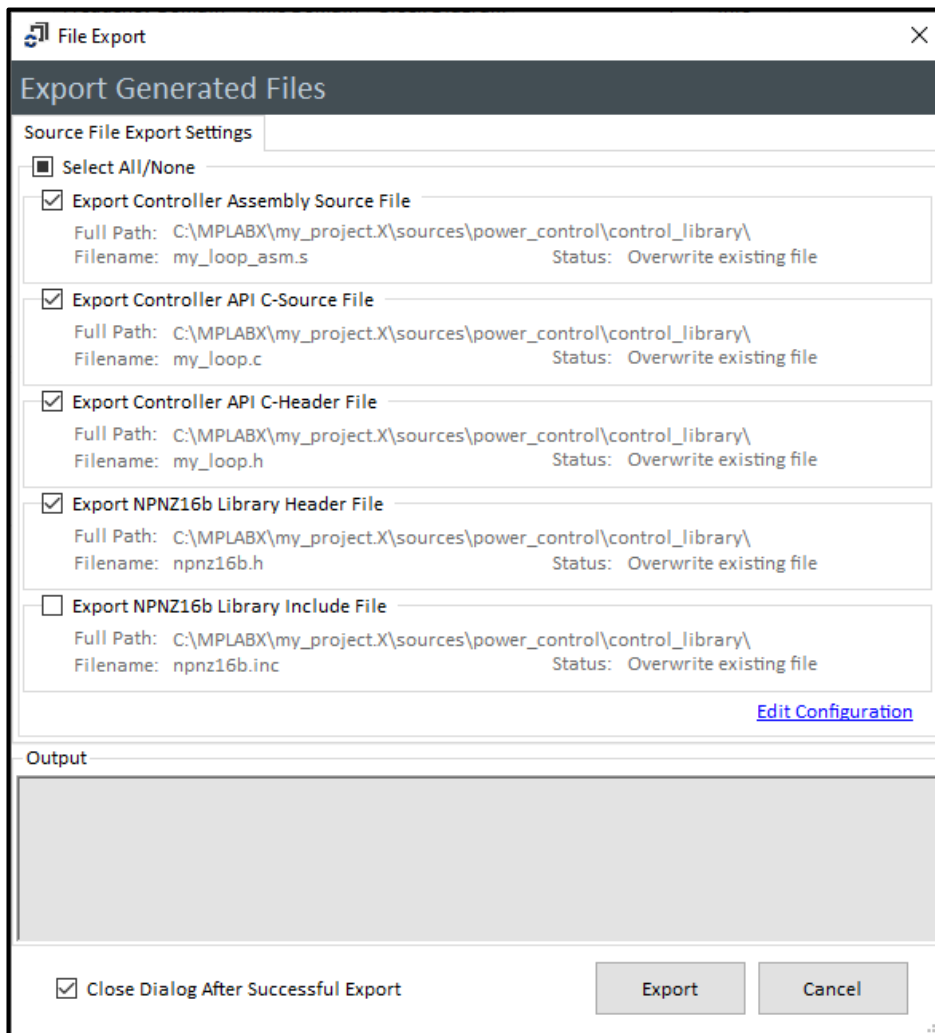 File Export
Export Generated Files
Source File Export Settings
Select All/None
Export Controller Assembly Source File
Full Path: C:\MPLABX\my_project.X\sources\power_control\control_library\
Filename: my_loop_asm.s Status: Overwrite existing file
Export Controller API C-Source File
Full Path: C:\MPLABX\my_project.X\sources\power_control\control_library\
Filename: my_loop.c Status: Overwrite existing file
Export Controller API C-Header File
Full Path: C:\MPLABX\my_project.X\sources\power_control\control_library\
Filename: my_loop.h Status: Overwrite existing file
Export NPNZ16b Library Header File
Full Path: C:\MPLABX\my_project.X\sources\power_control\control_library\
Filename: npnz16b.h Status: Overwrite existing file
Export NPNZ16b Library Include File
Full Path: C:\MPLABX\my_project.X\sources\power_control\control_library\
Filename: npnz16b.inc Status: Overwrite existing file
Edit Configuration
Output
Close Dialog After Successful Export Export Cancel